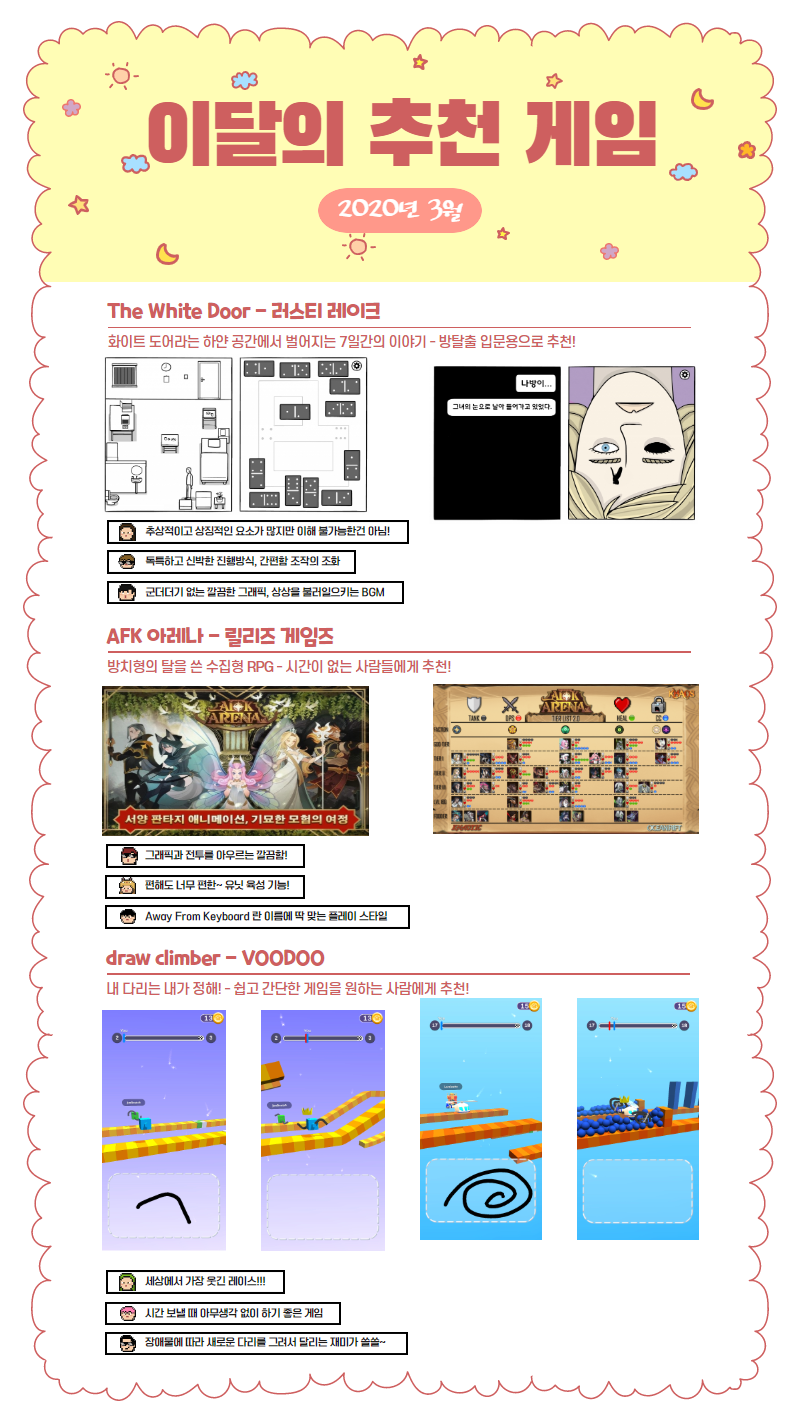 이달의 추천 게임
2020년 3월
The White Door - 러스티 레이크
화이트 도어라는 하얀 공간에서 벌어지는 7일간의 이야기 - 방탈출 입문용으로 추천!
나방이...
그녀의 눈으로 날아 들어가고 있었다.
추상적이고 상징적인 요소가 많지만 이해 불가능한건 아님!
독특하고 신박한 진행방식, 간편함 조작의 조화
군더더기 없는 깔끔한 그래픽, 상상을 불러일으키는 BGM
AFK 아레나 - 릴리즈 게임즈
방치형의 탈을 쓴 수집형 RPG - 시간이 없는 사람들에게 추천!
AFK ARENA
서양 판타지 애니메이션, 기묘한 모험의 여정
AFK ARENA
TIER LIST 2.0
TANK
DPS
HEAL
CC
FACTION
그래픽과 전투를 아우르는 깔끔함!
편해도 너무 편한~ 유닛 육성 기능!
Away From Keyboard 란 이름에 딱 맞는 플레이 스타일
draw climber - VOODOO
내 다리는 내가 정해! - 쉽고 간단한 게임을 원하는 사람에게 추천!
2 3
2 3
15
17 18
15
17 18
세상에서 가장 웃긴 레이스!!!
시간 보낼 때 아무생각 없이 하기 좋은 게임
장애물에 따라 새로운 다리를 그려서 달리는 재미가 쏠쏠~